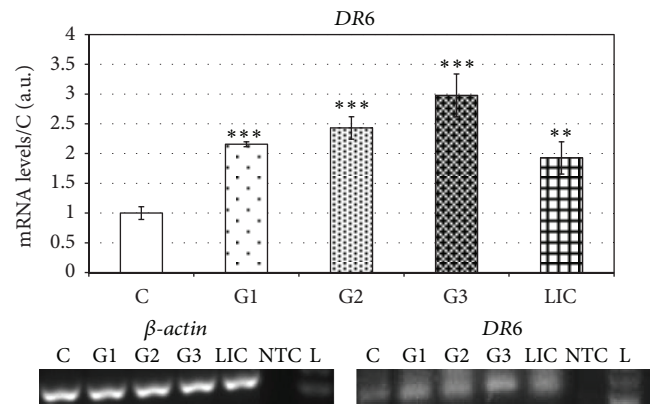 DR6
mRNA levels/C (a.u.)
4
3.5
3
2.5
2
1.5
1
0.5
0
***
***
***
**
C G1 G2 G3 LIC
β-actin DR6
C G1 G2 G3 LIC NTC L C G1 G2 G3 LIC NTC L